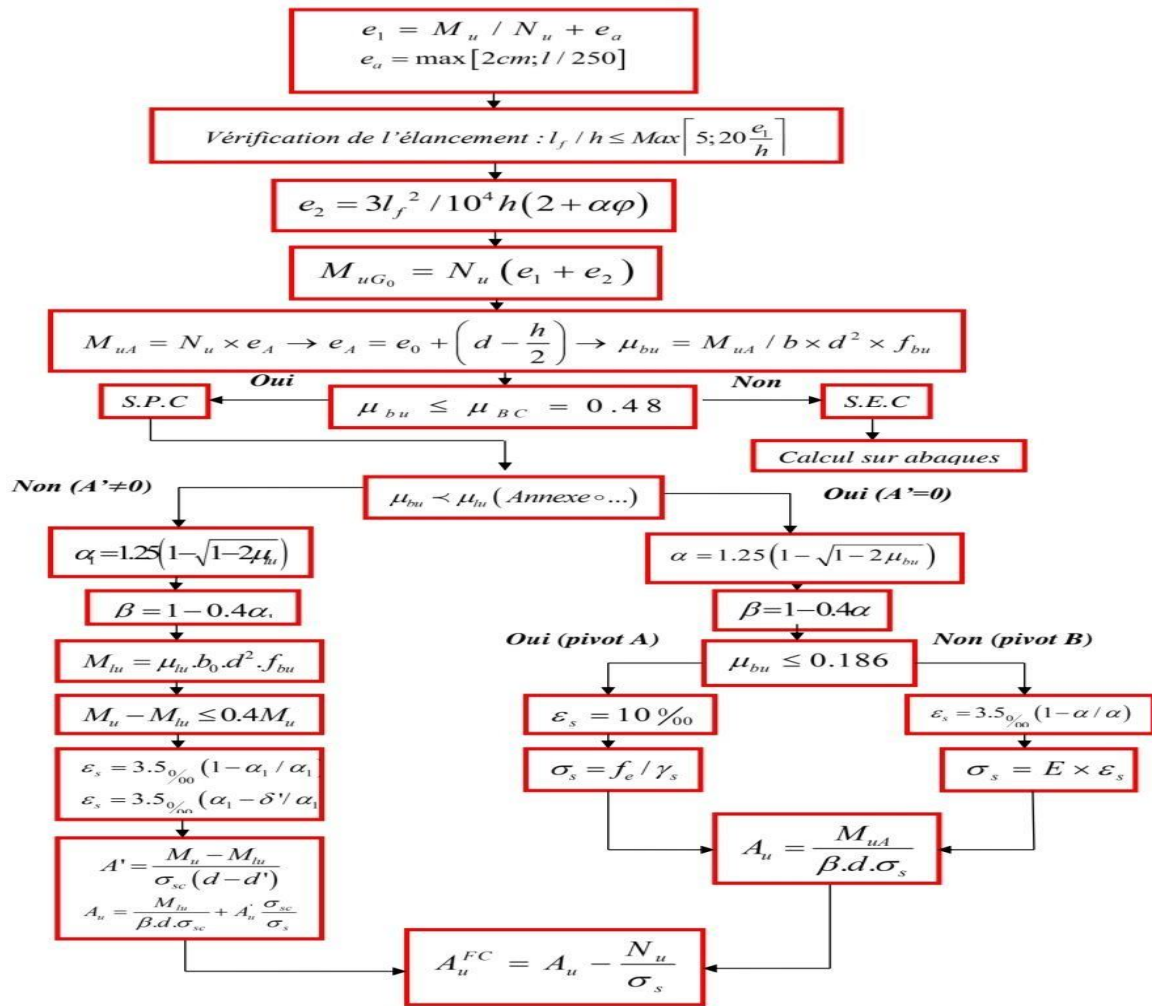 e₁ = M_u / N_u + e_a
e_a = max [2cm; l / 250]
Vérification de l'élancement : l_f / h ≤ Max [5; 20 e₁/h]
e₂ = 3l_f² / 10⁴ h (2 + αφ)
M_uG₀ = N_u (e₁ + e₂)
M_uA = N_u × e_A → e_A = e₀ + (d − h/2) → μ_bu = M_uA / b × d² × f_bu
Oui
Non
S.P.C
μ_bu ≤ μ_BC = 0.48
S.E.C
Calcul sur abaques
Non (A'≠0)
μ_bu ≺ μ_lu (Annexe∘...)
Oui (A'=0)
α₁=1.25(1−√1−2μ_lu)
α = 1.25(1 − √1 − 2μ_bu)
β = 1 − 0.4α₁
β=1−0.4α
Oui (pivot A)
Non (pivot B)
M_lu = μ_lu.b₀.d².f_bu
μ_bu ≤ 0.186
M_u − M_lu ≤ 0.4M_u
ε_s = 10 ‰
ε_s = 3.5‰ (1−α/α)
ε_s = 3.5‰ (1−α₁/α₁)
ε_s = 3.5‰ (α₁−δ'/α₁
σ_s = f_e / γ_s
σ_s = E × ε_s
A' = M_u − M_lu / σ_sc (d − d')
A_u = M_lu / β.d.σ_sc + A'_u σ_sc / σ_s
A_u = M_uA / β.d.σ_s
A_u^FC = A_u − N_u / σ_s